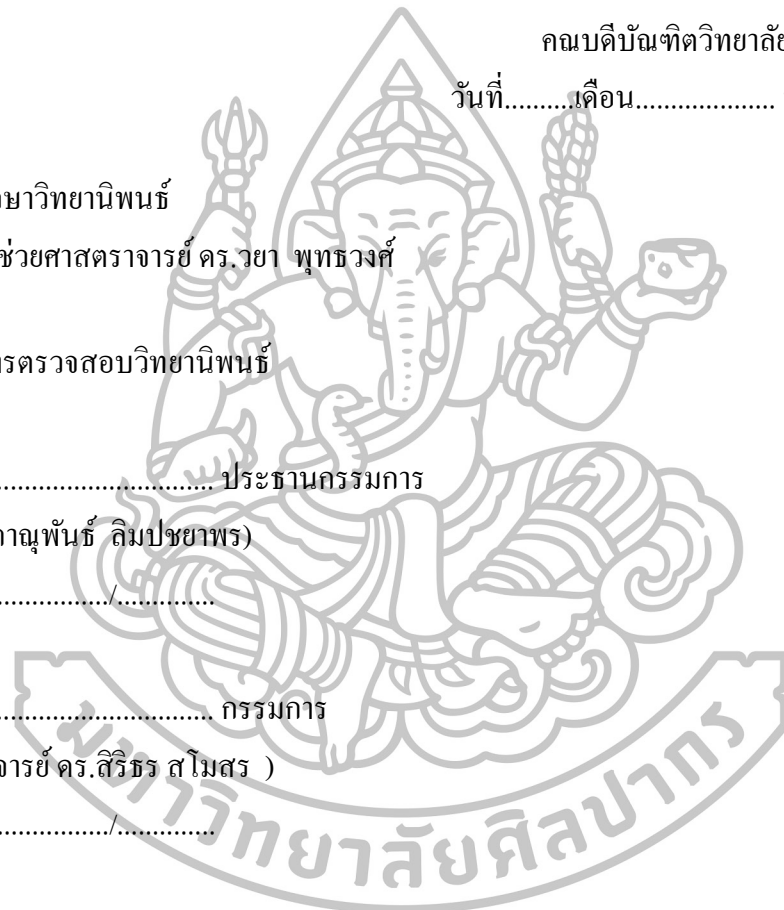 คณบดีบัณฑิตวิทยาลัย
วันที่..........เดือน....................
ษาวิทยานิพนธ์
ช่วยศาสตราจารย์ ดร.วยา พุทธวงศ์
รตรวจสอบวิทยานิพนธ์
................................ ประธานกรรมการ
าณุพันธ์ ลิมปชยาพร)
................/..............
................................ กรรมการ
จารย์ ดร.สิริธร สโมสร )
................/..............
มหาวิทยาลัยศิลปากร